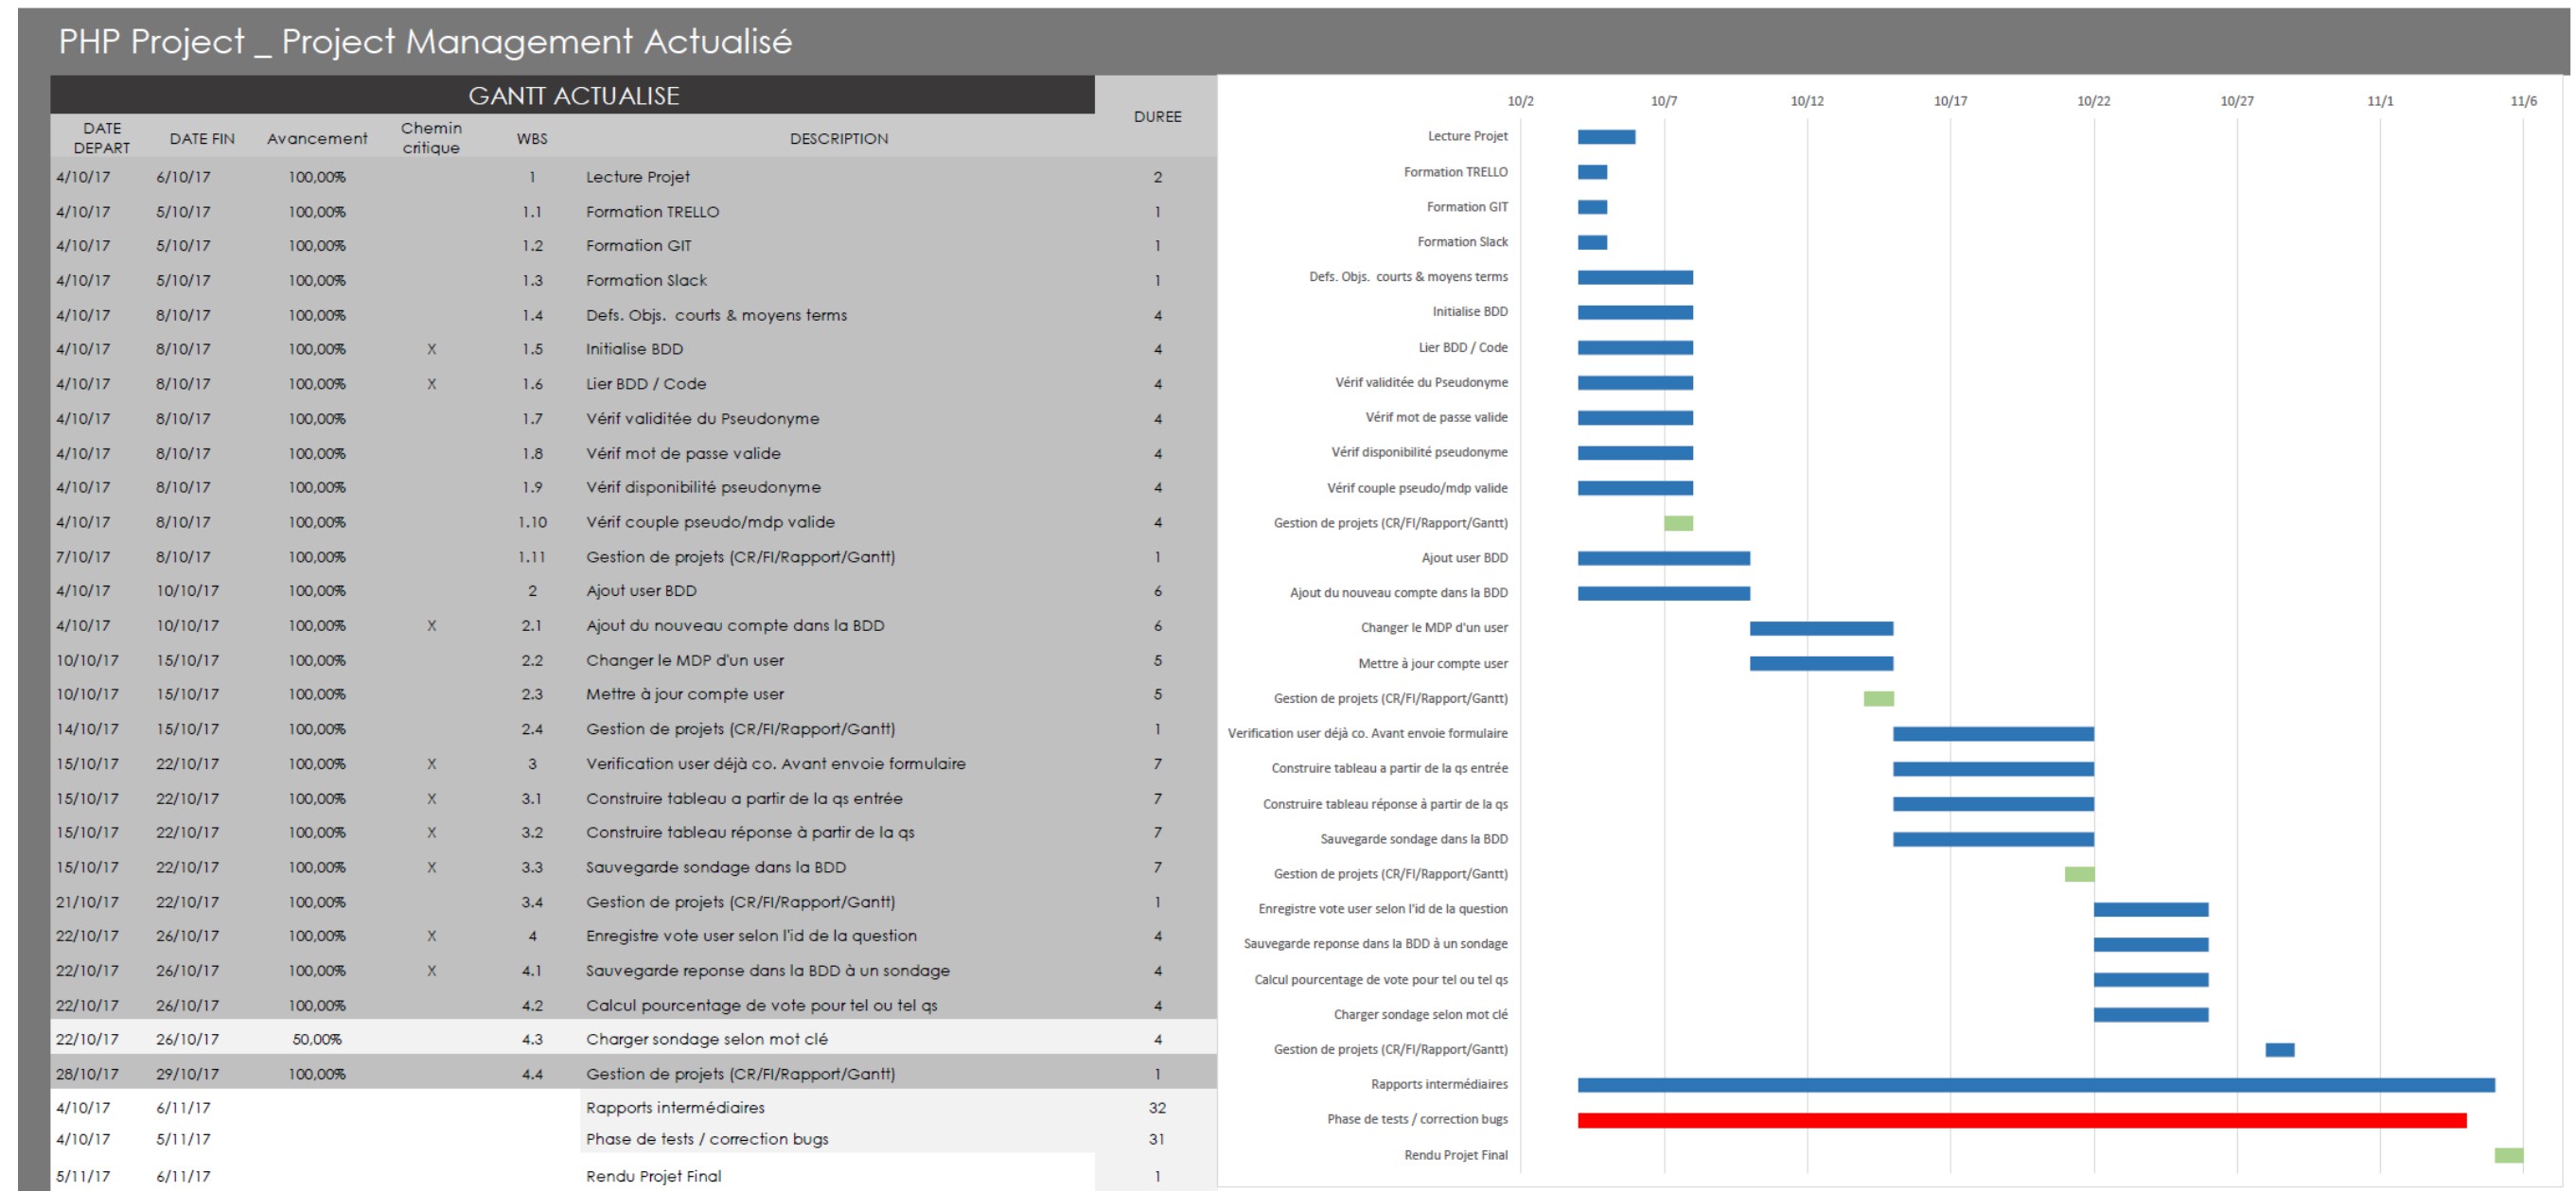 PHP Project _ Project Management Actualisé
GANTT ACTUALISE
DATE DEPART DATE FIN Avancement Chemin critique WBS DESCRIPTION DUREE
4/10/17 6/10/17 100,00% 1 Lecture Projet 2
4/10/17 5/10/17 100,00% 1.1 Formation TRELLO 1
4/10/17 5/10/17 100,00% 1.2 Formation GIT 1
4/10/17 5/10/17 100,00% 1.3 Formation Slack 1
4/10/17 8/10/17 100,00% 1.4 Defs. Objs. courts & moyens terms 4
4/10/17 8/10/17 100,00% X 1.5 Initialise BDD 4
4/10/17 8/10/17 100,00% X 1.6 Lier BDD / Code 4
4/10/17 8/10/17 100,00% 1.7 Vérif validitée du Pseudonyme 4
4/10/17 8/10/17 100,00% 1.8 Vérif mot de passe valide 4
4/10/17 8/10/17 100,00% 1.9 Vérif disponibilité pseudonyme 4
4/10/17 8/10/17 100,00% 1.10 Vérif couple pseudo/mdp valide 4
7/10/17 8/10/17 100,00% 1.11 Gestion de projets (CR/FI/Rapport/Gantt) 1
4/10/17 10/10/17 100,00% 2 Ajout user BDD 6
4/10/17 10/10/17 100,00% X 2.1 Ajout du nouveau compte dans la BDD 6
10/10/17 15/10/17 100,00% 2.2 Changer le MDP d'un user 5
10/10/17 15/10/17 100,00% 2.3 Mettre à jour compte user 5
14/10/17 15/10/17 100,00% 2.4 Gestion de projets (CR/FI/Rapport/Gantt) 1
15/10/17 22/10/17 100,00% X 3 Verification user déjà co. Avant envoie formulaire 7
15/10/17 22/10/17 100,00% X 3.1 Construire tableau a partir de la qs entrée 7
15/10/17 22/10/17 100,00% X 3.2 Construire tableau réponse à partir de la qs 7
15/10/17 22/10/17 100,00% X 3.3 Sauvegarde sondage dans la BDD 7
21/10/17 22/10/17 100,00% 3.4 Gestion de projets (CR/FI/Rapport/Gantt) 1
22/10/17 26/10/17 100,00% X 4 Enregistre vote user selon l'id de la question 4
22/10/17 26/10/17 100,00% X 4.1 Sauvegarde reponse dans la BDD à un sondage 4
22/10/17 26/10/17 100,00% 4.2 Calcul pourcentage de vote pour tel ou tel qs 4
22/10/17 26/10/17 50,00% 4.3 Charger sondage selon mot clé 4
28/10/17 29/10/17 100,00% 4.4 Gestion de projets (CR/FI/Rapport/Gantt) 1
4/10/17 6/11/17 Rapports intermédiaires 32
4/10/17 5/11/17 Phase de tests / correction bugs 31
5/11/17 6/11/17 Rendu Projet Final 1
10/2 10/7 10/12 10/17 10/22 10/27 11/1 11/6
Lecture Projet
Formation TRELLO
Formation GIT
Formation Slack
Defs. Objs. courts & moyens terms
Initialise BDD
Lier BDD / Code
Vérif validitée du Pseudonyme
Vérif mot de passe valide
Vérif disponibilité pseudonyme
Vérif couple pseudo/mdp valide
Gestion de projets (CR/FI/Rapport/Gantt)
Ajout user BDD
Ajout du nouveau compte dans la BDD
Changer le MDP d'un user
Mettre à jour compte user
Gestion de projets (CR/FI/Rapport/Gantt)
Verification user déjà co. Avant envoie formulaire
Construire tableau a partir de la qs entrée
Construire tableau réponse à partir de la qs
Sauvegarde sondage dans la BDD
Gestion de projets (CR/FI/Rapport/Gantt)
Enregistre vote user selon l'id de la question
Sauvegarde reponse dans la BDD à un sondage
Calcul pourcentage de vote pour tel ou tel qs
Charger sondage selon mot clé
Gestion de projets (CR/FI/Rapport/Gantt)
Rapports intermédiaires
Phase de tests / correction bugs
Rendu Projet Final